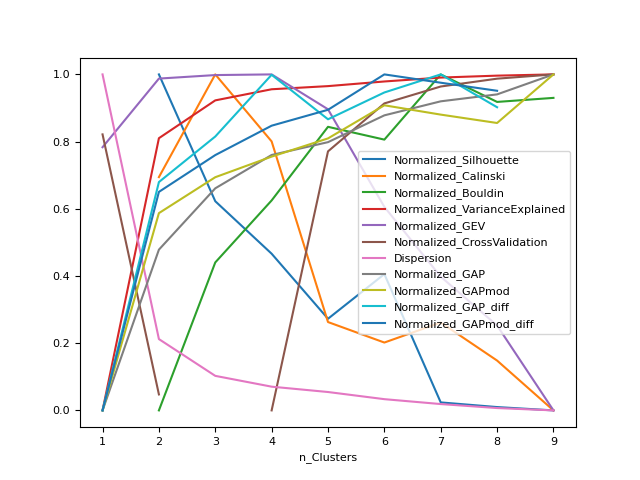 1.0
0.8
0.6
0.4
0.2
0.0
Normalized_Silhouette
Normalized_Calinski
Normalized_Bouldin
Normalized_VarianceExplained
Normalized_GEV
Normalized_CrossValidation
Dispersion
Normalized_GAP
Normalized_GAPmod
Normalized_GAP_diff
Normalized_GAPmod_diff
1 2 3 4 5 6 7 8 9
n_Clusters